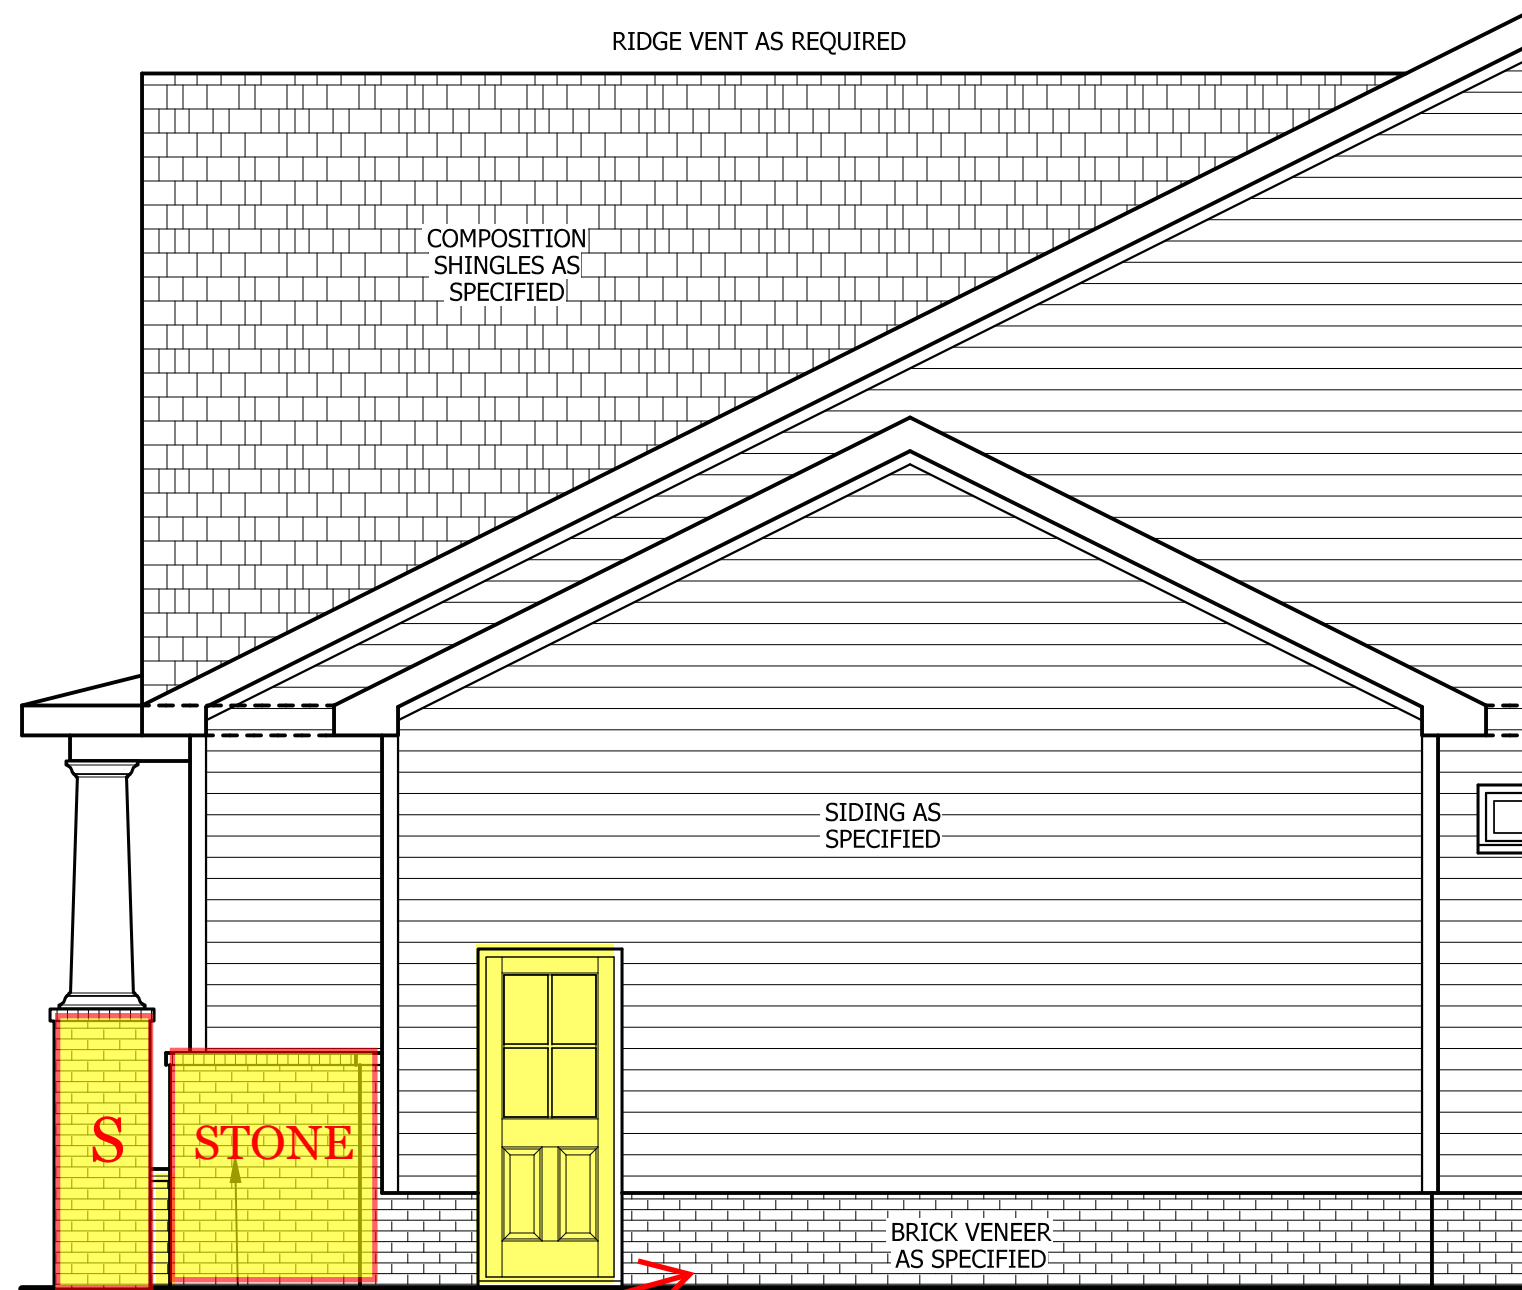 RIDGE VENT AS REQUIRED
COMPOSITION
SHINGLES AS
SPECIFIED
SIDING AS
SPECIFIED
S
STONE
BRICK VENEER
AS SPECIFIED